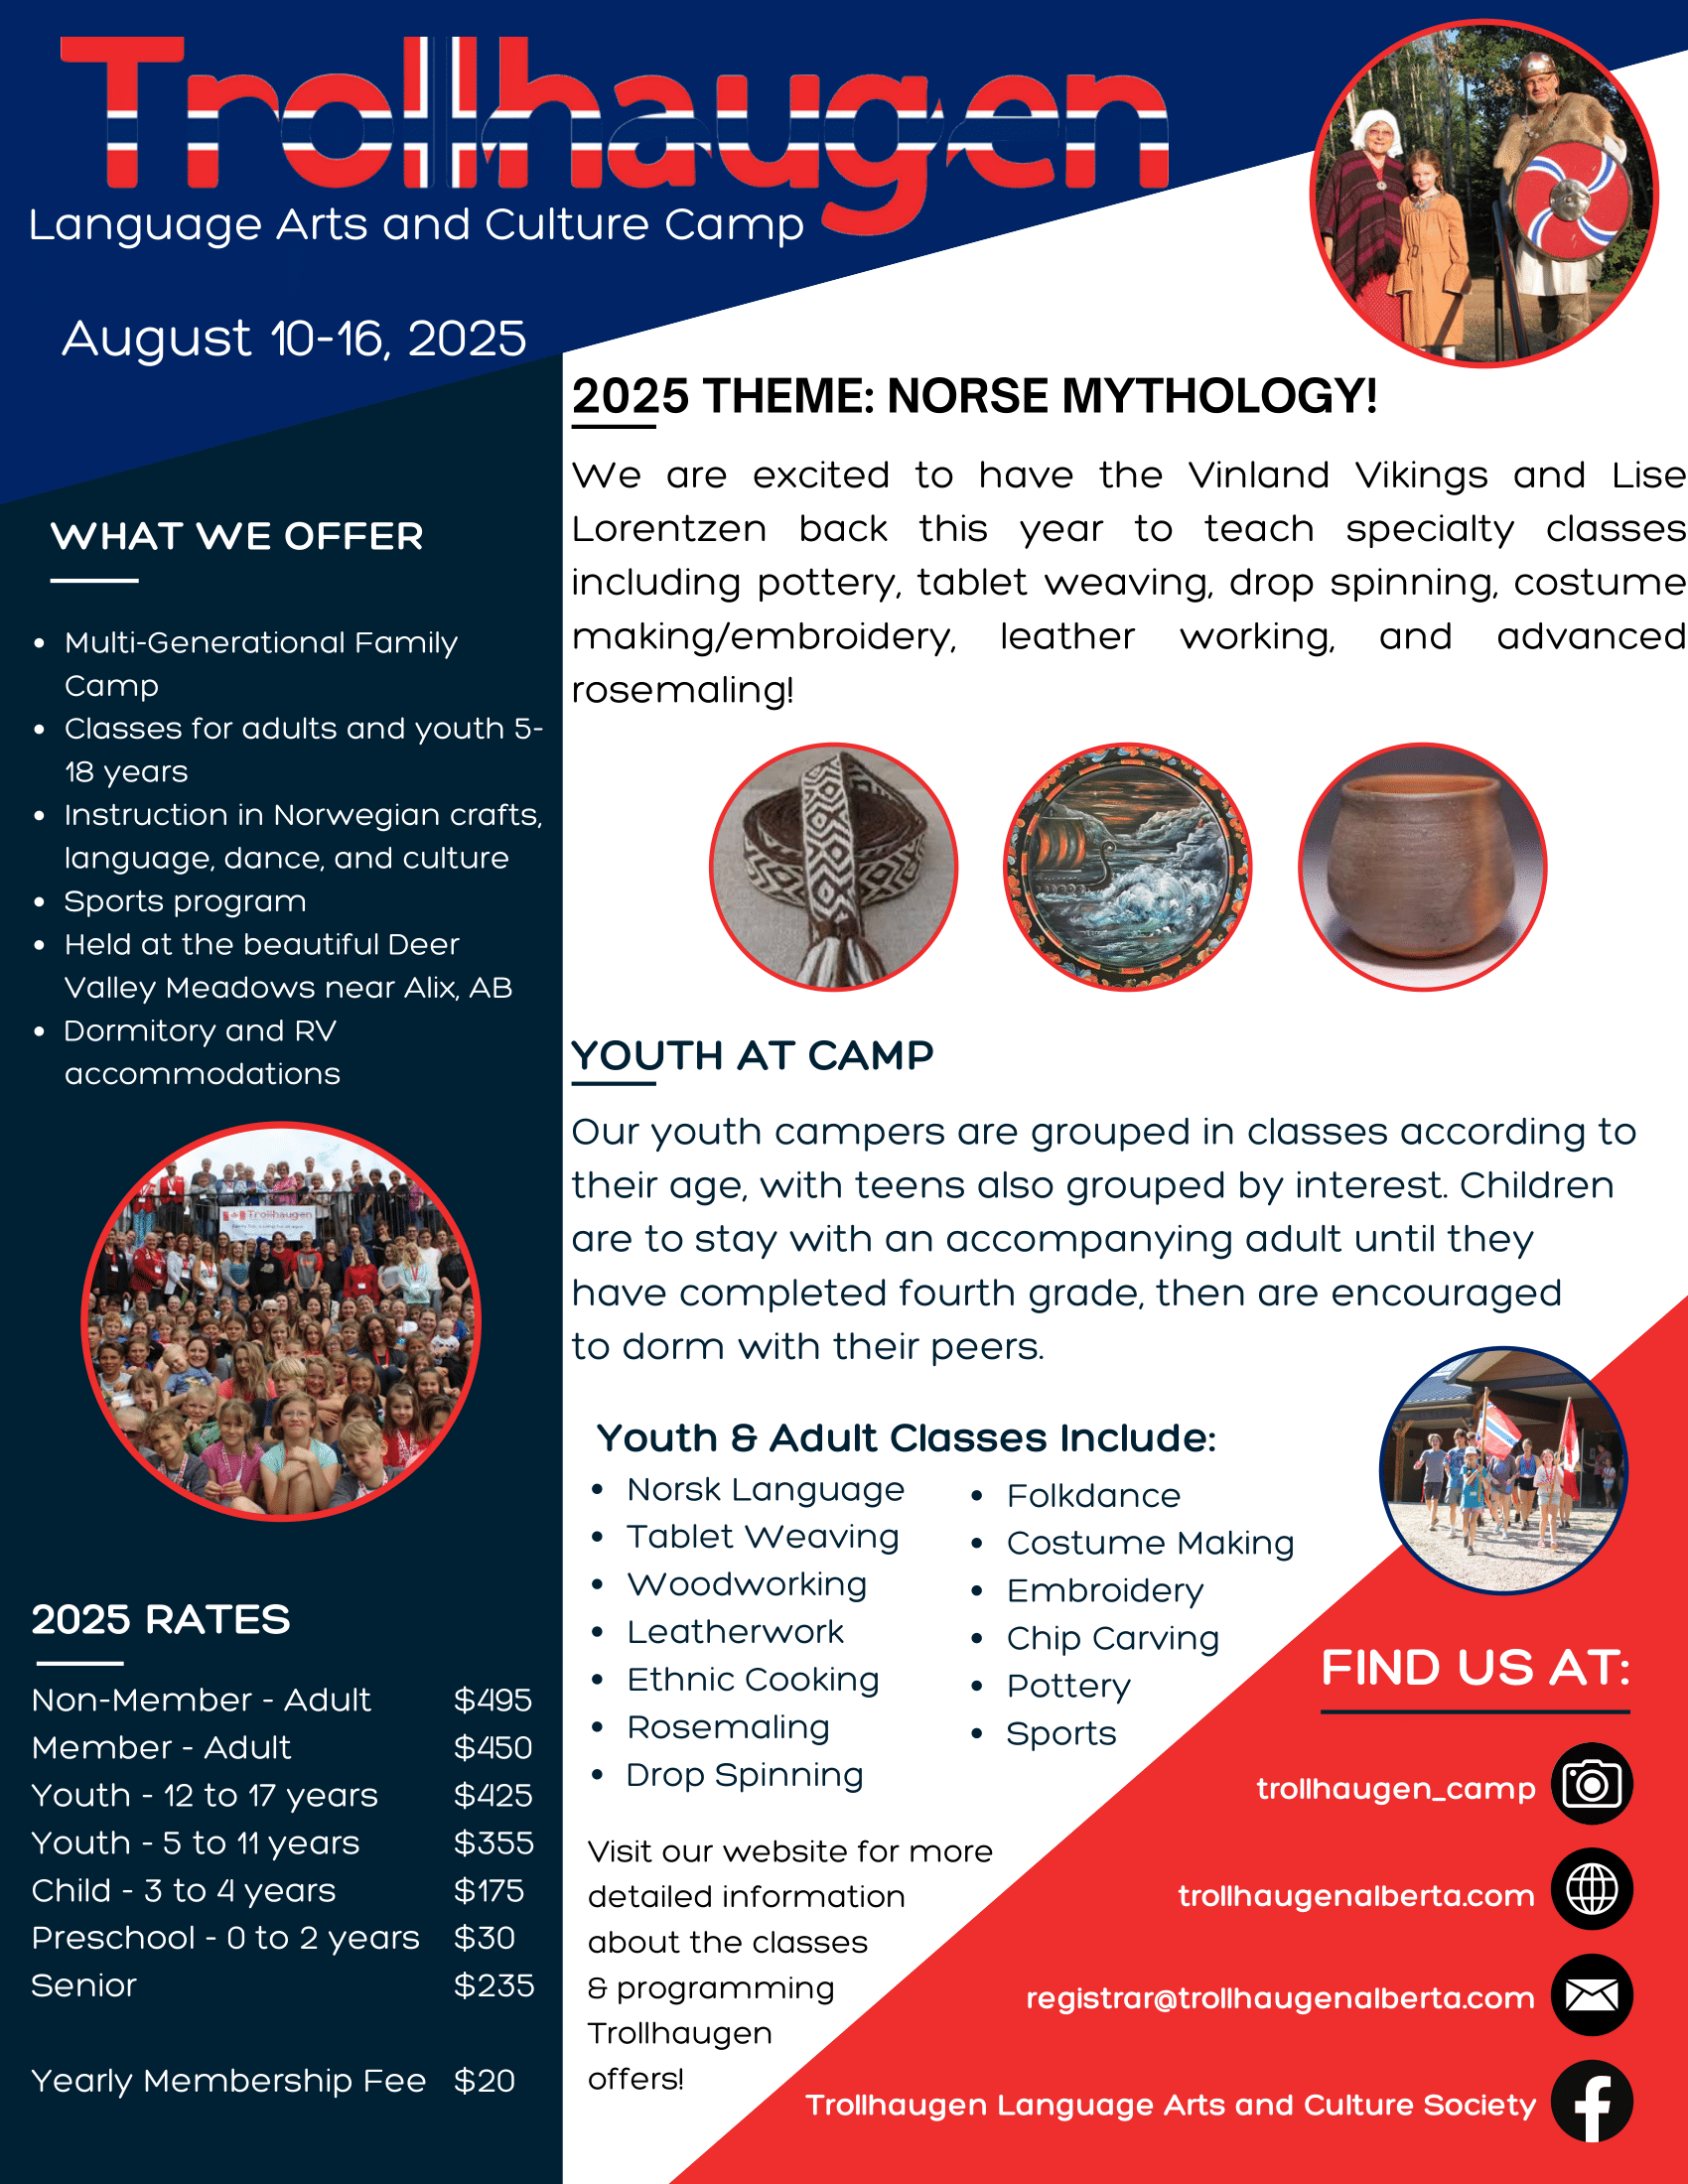 Trollhaugen
Language Arts and Culture Camp
August 10-16, 2025
WHAT WE OFFER
• Multi-Generational Family
Camp
• Classes for adults and youth 5-
18 years
• Instruction in Norwegian crafts,
language, dance, and culture
• Sports program
• Held at the beautiful Deer
Valley Meadows near Alix, AB
• Dormitory and RV
accommodations
Trollhaugen
2025 RATES
Non-Member - Adult $495
Member - Adult $450
Youth - 12 to 17 years $425
Youth - 5 to 11 years $355
Child - 3 to 4 years $175
Preschool - 0 to 2 years $30
Senior $235
Yearly Membership Fee $20
2025 THEME: NORSE MYTHOLOGY!
We are excited to have the Vinland Vikings and Lise
Lorentzen back this year to teach specialty classes
including pottery, tablet weaving, drop spinning, costume
making/embroidery, leather working, and advanced
rosemaling!
YOUTH AT CAMP
Our youth campers are grouped in classes according to
their age, with teens also grouped by interest. Children
are to stay with an accompanying adult until they
have completed fourth grade, then are encouraged
to dorm with their peers.
Youth & Adult Classes Include:
• Norsk Language
• Tablet Weaving
• Woodworking
• Leatherwork
• Ethnic Cooking
• Rosemaling
• Drop Spinning
• Folkdance
• Costume Making
• Embroidery
• Chip Carving
• Pottery
• Sports
Visit our website for more
detailed information
about the classes
& programming
Trollhaugen
offers!
FIND US AT:
trollhaugen_camp
trollhaugenalberta.com
registrar@trollhaugenalberta.com
Trollhaugen Language Arts and Culture Society